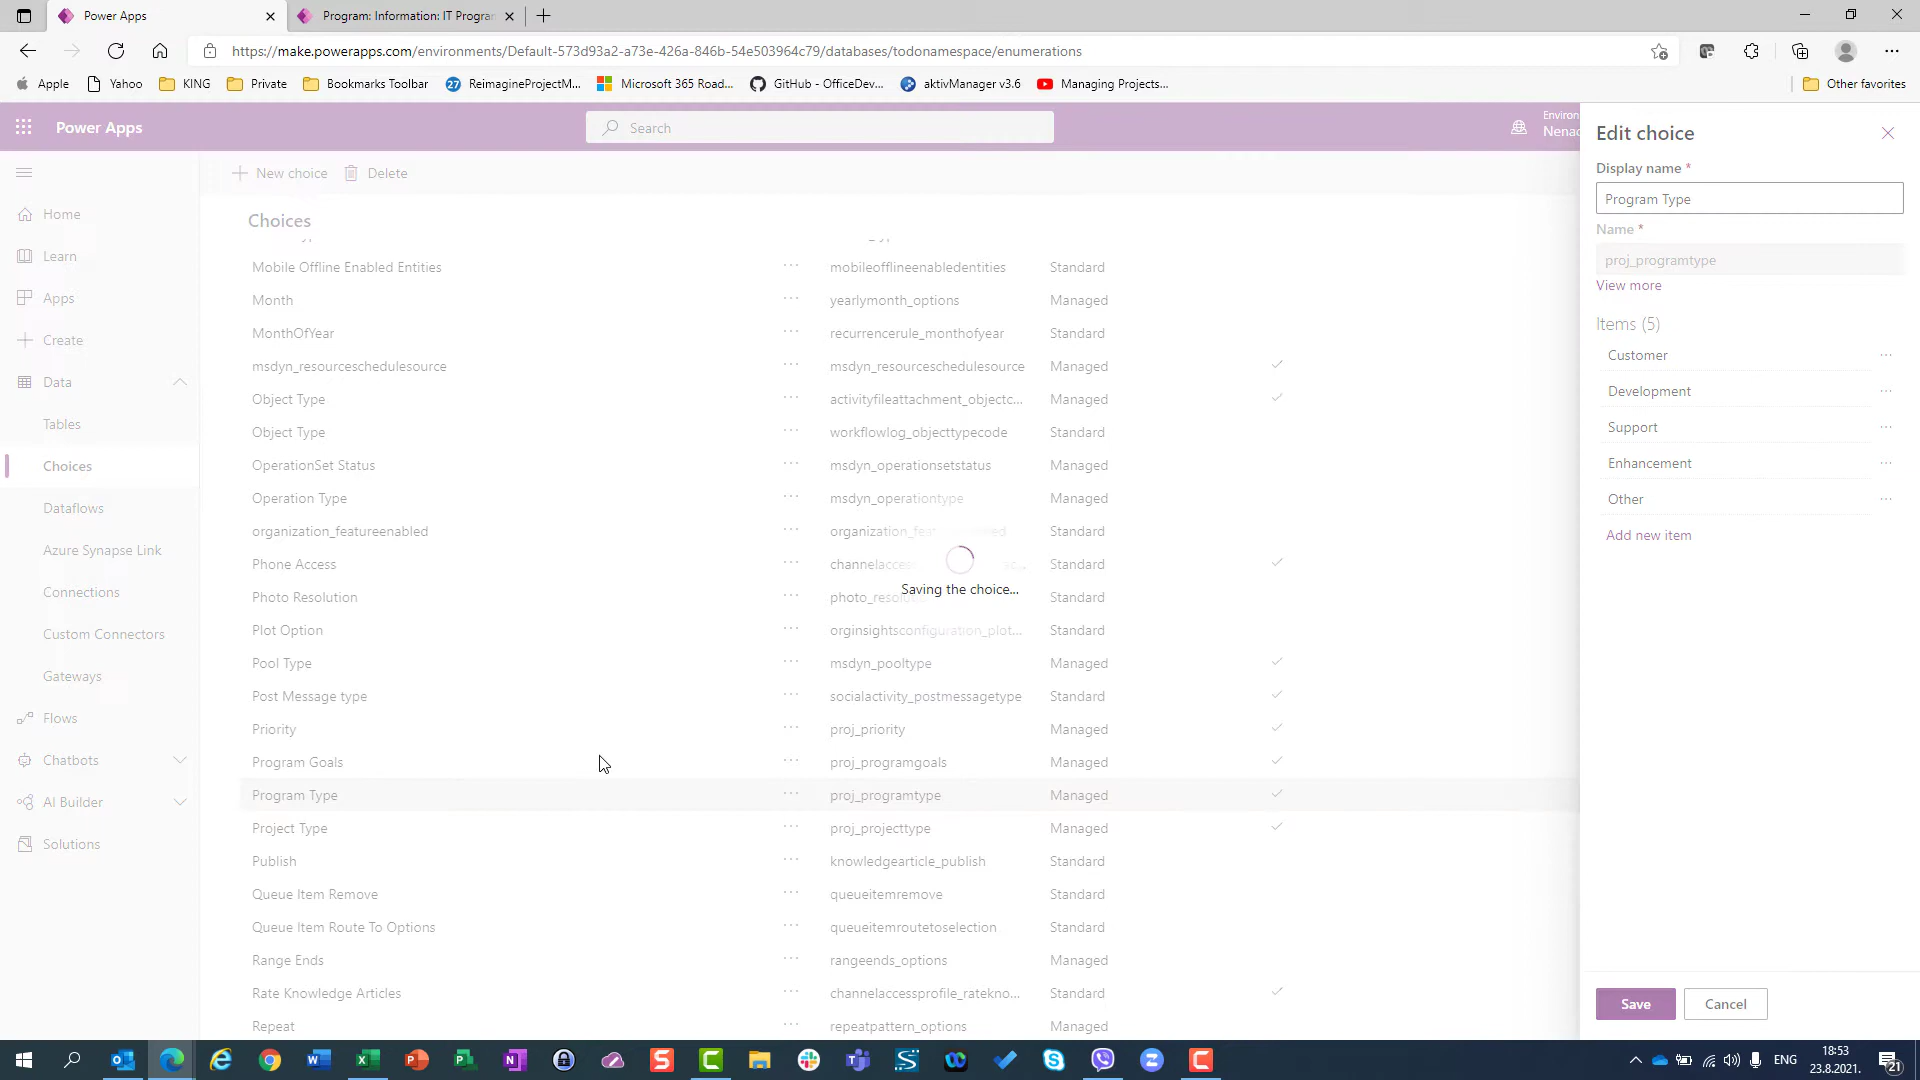 Power Apps
Program: Information: IT Progra
https://make.powerapps.com/environments/Default-573d93a2-a73e-426a-846b-54e503964c79/databases/todonamespace/enumerations
Apple
Yahoo
KING
Private
Bookmarks Toolbar
27
ReimagineProjectM...
Microsoft 365 Road...
GitHub - OfficeDev...
aktivManager v3.6
Managing Projects...
Other favorites
Power Apps
Search
Environ
Nenad
New choice
Delete
Home
Learn
Apps
Create
Data
Tables
Choices
Dataflows
Azure Synapse Link
Connections
Custom Connectors
Gateways
Flows
Chatbots
AI Builder
Solutions
Choices
Mobile Offline Enabled Entities ... mobileofflineenabledentities Standard
Month ... yearlymonth_options Managed
MonthOfYear ... recurrencerule_monthofyear Standard
msdyn_resourceschedulesource ... msdyn_resourceschedulesource Managed
Object Type ... activityfileattachment_objectc... Managed
Object Type ... workflowlog_objecttypecode Standard
OperationSet Status ... msdyn_operationsetstatus Managed
Operation Type ... msdyn_operationtype Managed
organization_featureenabled ... Standard
Phone Access ... Standard
Photo Resolution ... Standard
Plot Option ... orginsightsconfiguration_plot... Standard
Pool Type ... msdyn_pooltype Managed
Post Message type ... socialactivity_postmessagetype Standard
Priority ... proj_priority Managed
Program Goals ... proj_programgoals Managed
Program Type ... proj_programtype Managed
Project Type ... proj_projecttype Managed
Publish ... knowledgearticle_publish Standard
Queue Item Remove ... queueitemremove Standard
Queue Item Route To Options ... queueitemroutetoselection Standard
Range Ends ... rangeends_options Managed
Rate Knowledge Articles ... channelaccessprofile_ratekno... Standard
Repeat ... repeatpattern_options Managed
Saving the choice...
Edit choice
Display name *
Program Type
Name *
proj_programtype
View more
Items (5)
Customer ...
Development ...
Support ...
Enhancement ...
Other ...
Add new item
Save
Cancel
ENG
18:53
23.8.2021.
21